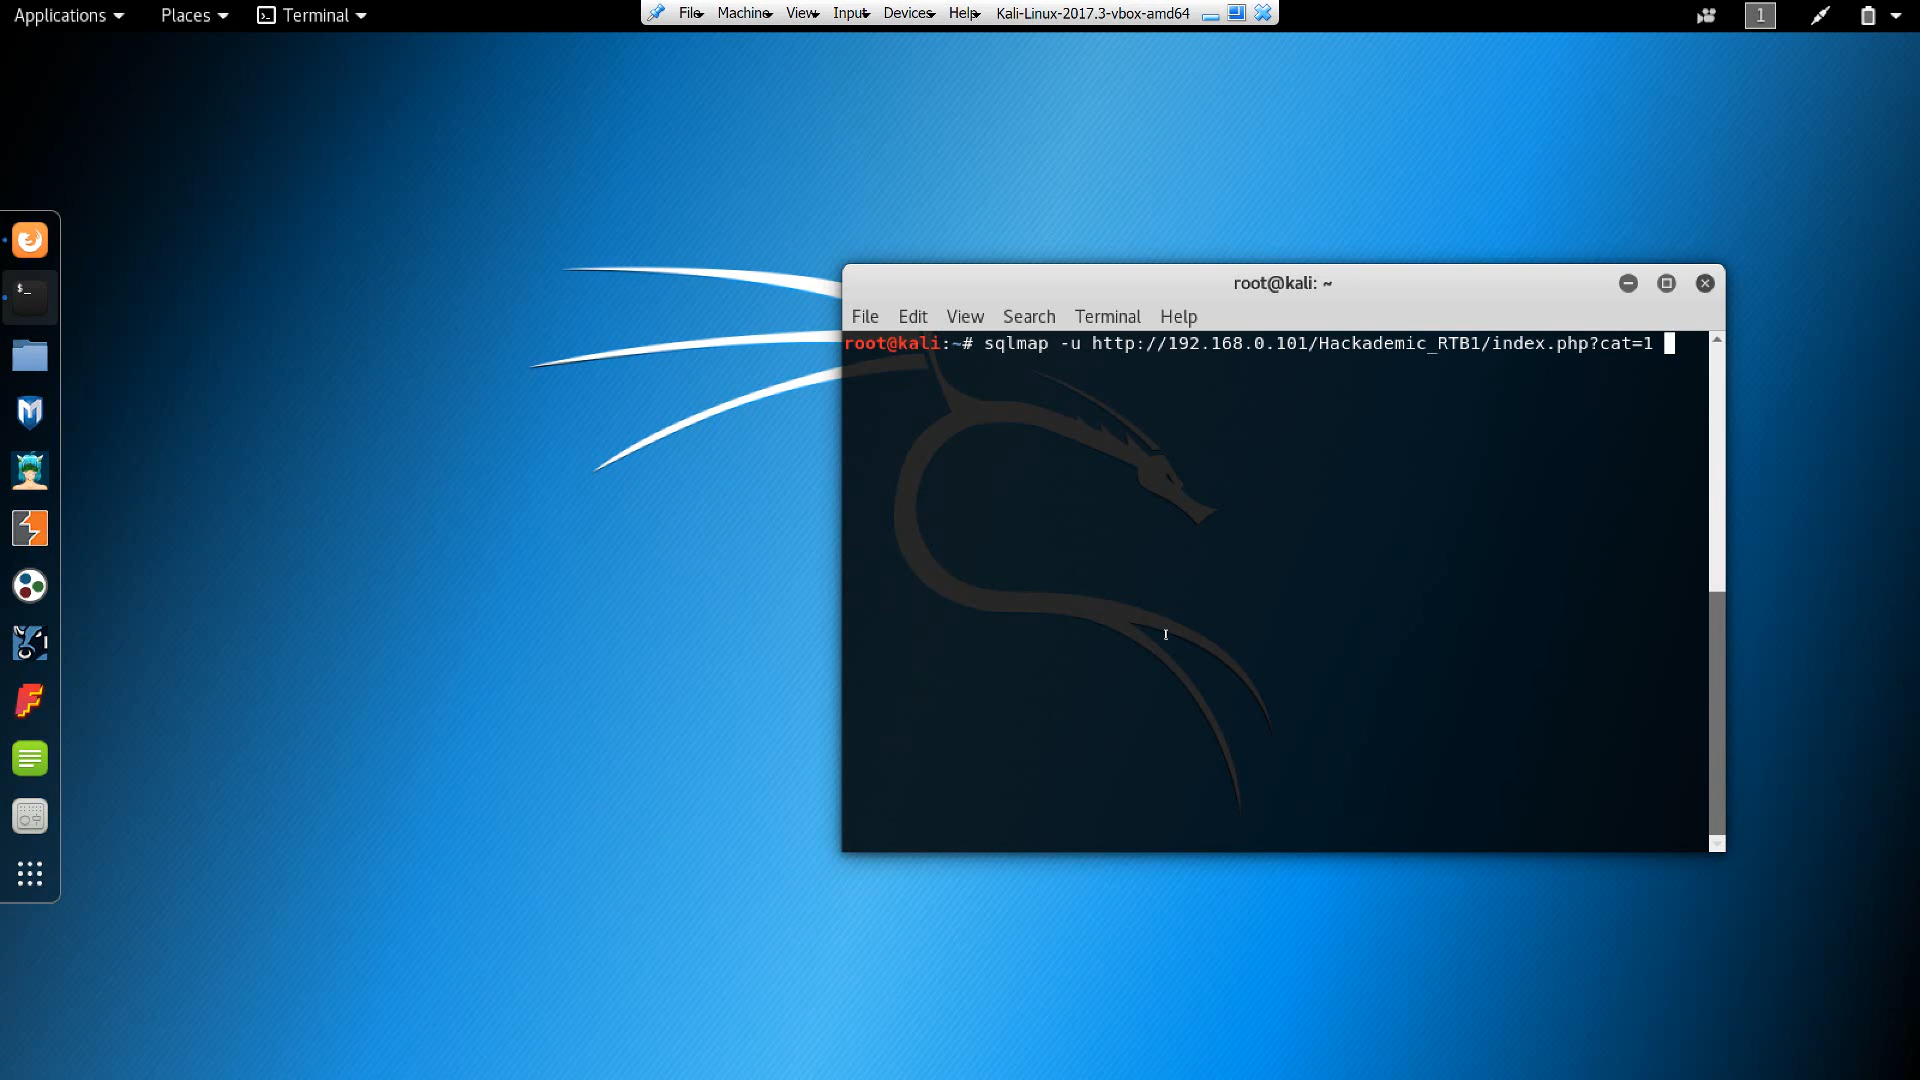 Applications Places Terminal File Machine View Input Devices Help Kali-Linux-2017.3-vbox-amd64 1
root@kali: ~
File Edit View Search Terminal Help
root@kali:~# sqlmap -u http://192.168.0.101/Hackademic_RTB1/index.php?cat=1
$_